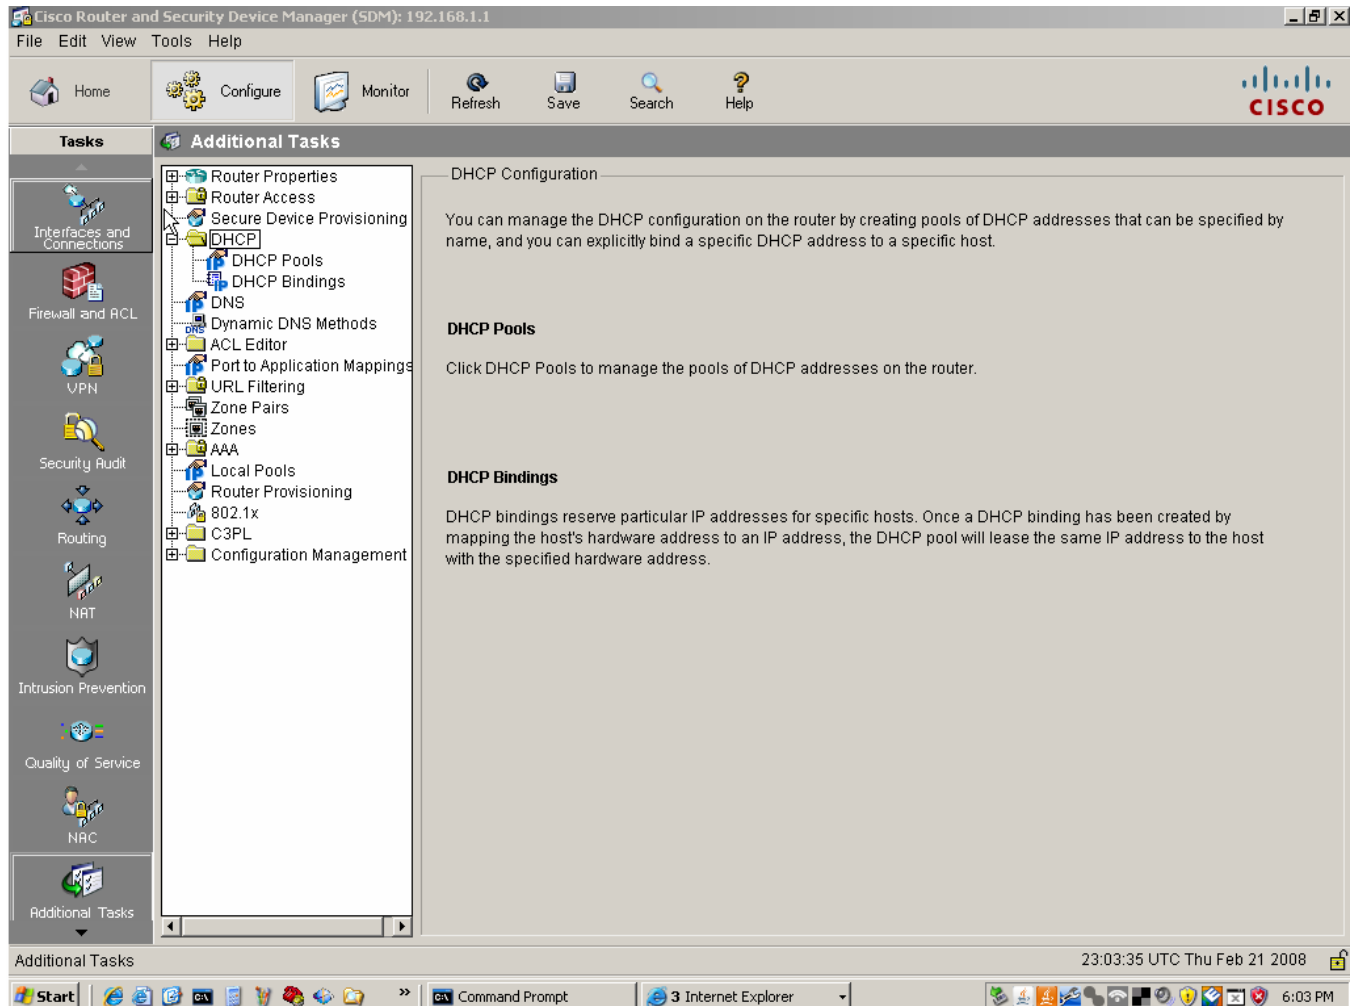 Cisco Router and Security Device Manager (SDM): 192.168.1.1
File Edit View Tools Help
Home Configure Monitor Refresh Save Search Help
CISCO
Tasks
Additional Tasks
Interfaces and
Connections
Firewall and ACL
VPN
Security Audit
Routing
NAT
Intrusion Prevention
Quality of Service
NAC
Additional Tasks
Router Properties
Router Access
Secure Device Provisioning
DHCP
DHCP Pools
DHCP Bindings
DNS
Dynamic DNS Methods
ACL Editor
Port to Application Mappings
URL Filtering
Zone Pairs
Zones
AAA
Local Pools
Router Provisioning
802.1x
C3PL
Configuration Management
DHCP Configuration
You can manage the DHCP configuration on the router by creating pools of DHCP addresses that can be specified by
name, and you can explicitly bind a specific DHCP address to a specific host.
DHCP Pools
Click DHCP Pools to manage the pools of DHCP addresses on the router.
DHCP Bindings
DHCP bindings reserve particular IP addresses for specific hosts. Once a DHCP binding has been created by
mapping the host's hardware address to an IP address, the DHCP pool will lease the same IP address to the host
with the specified hardware address.
Additional Tasks
23:03:35 UTC Thu Feb 21 2008
Start
»
Command Prompt
3 Internet Explorer
6:03 PM